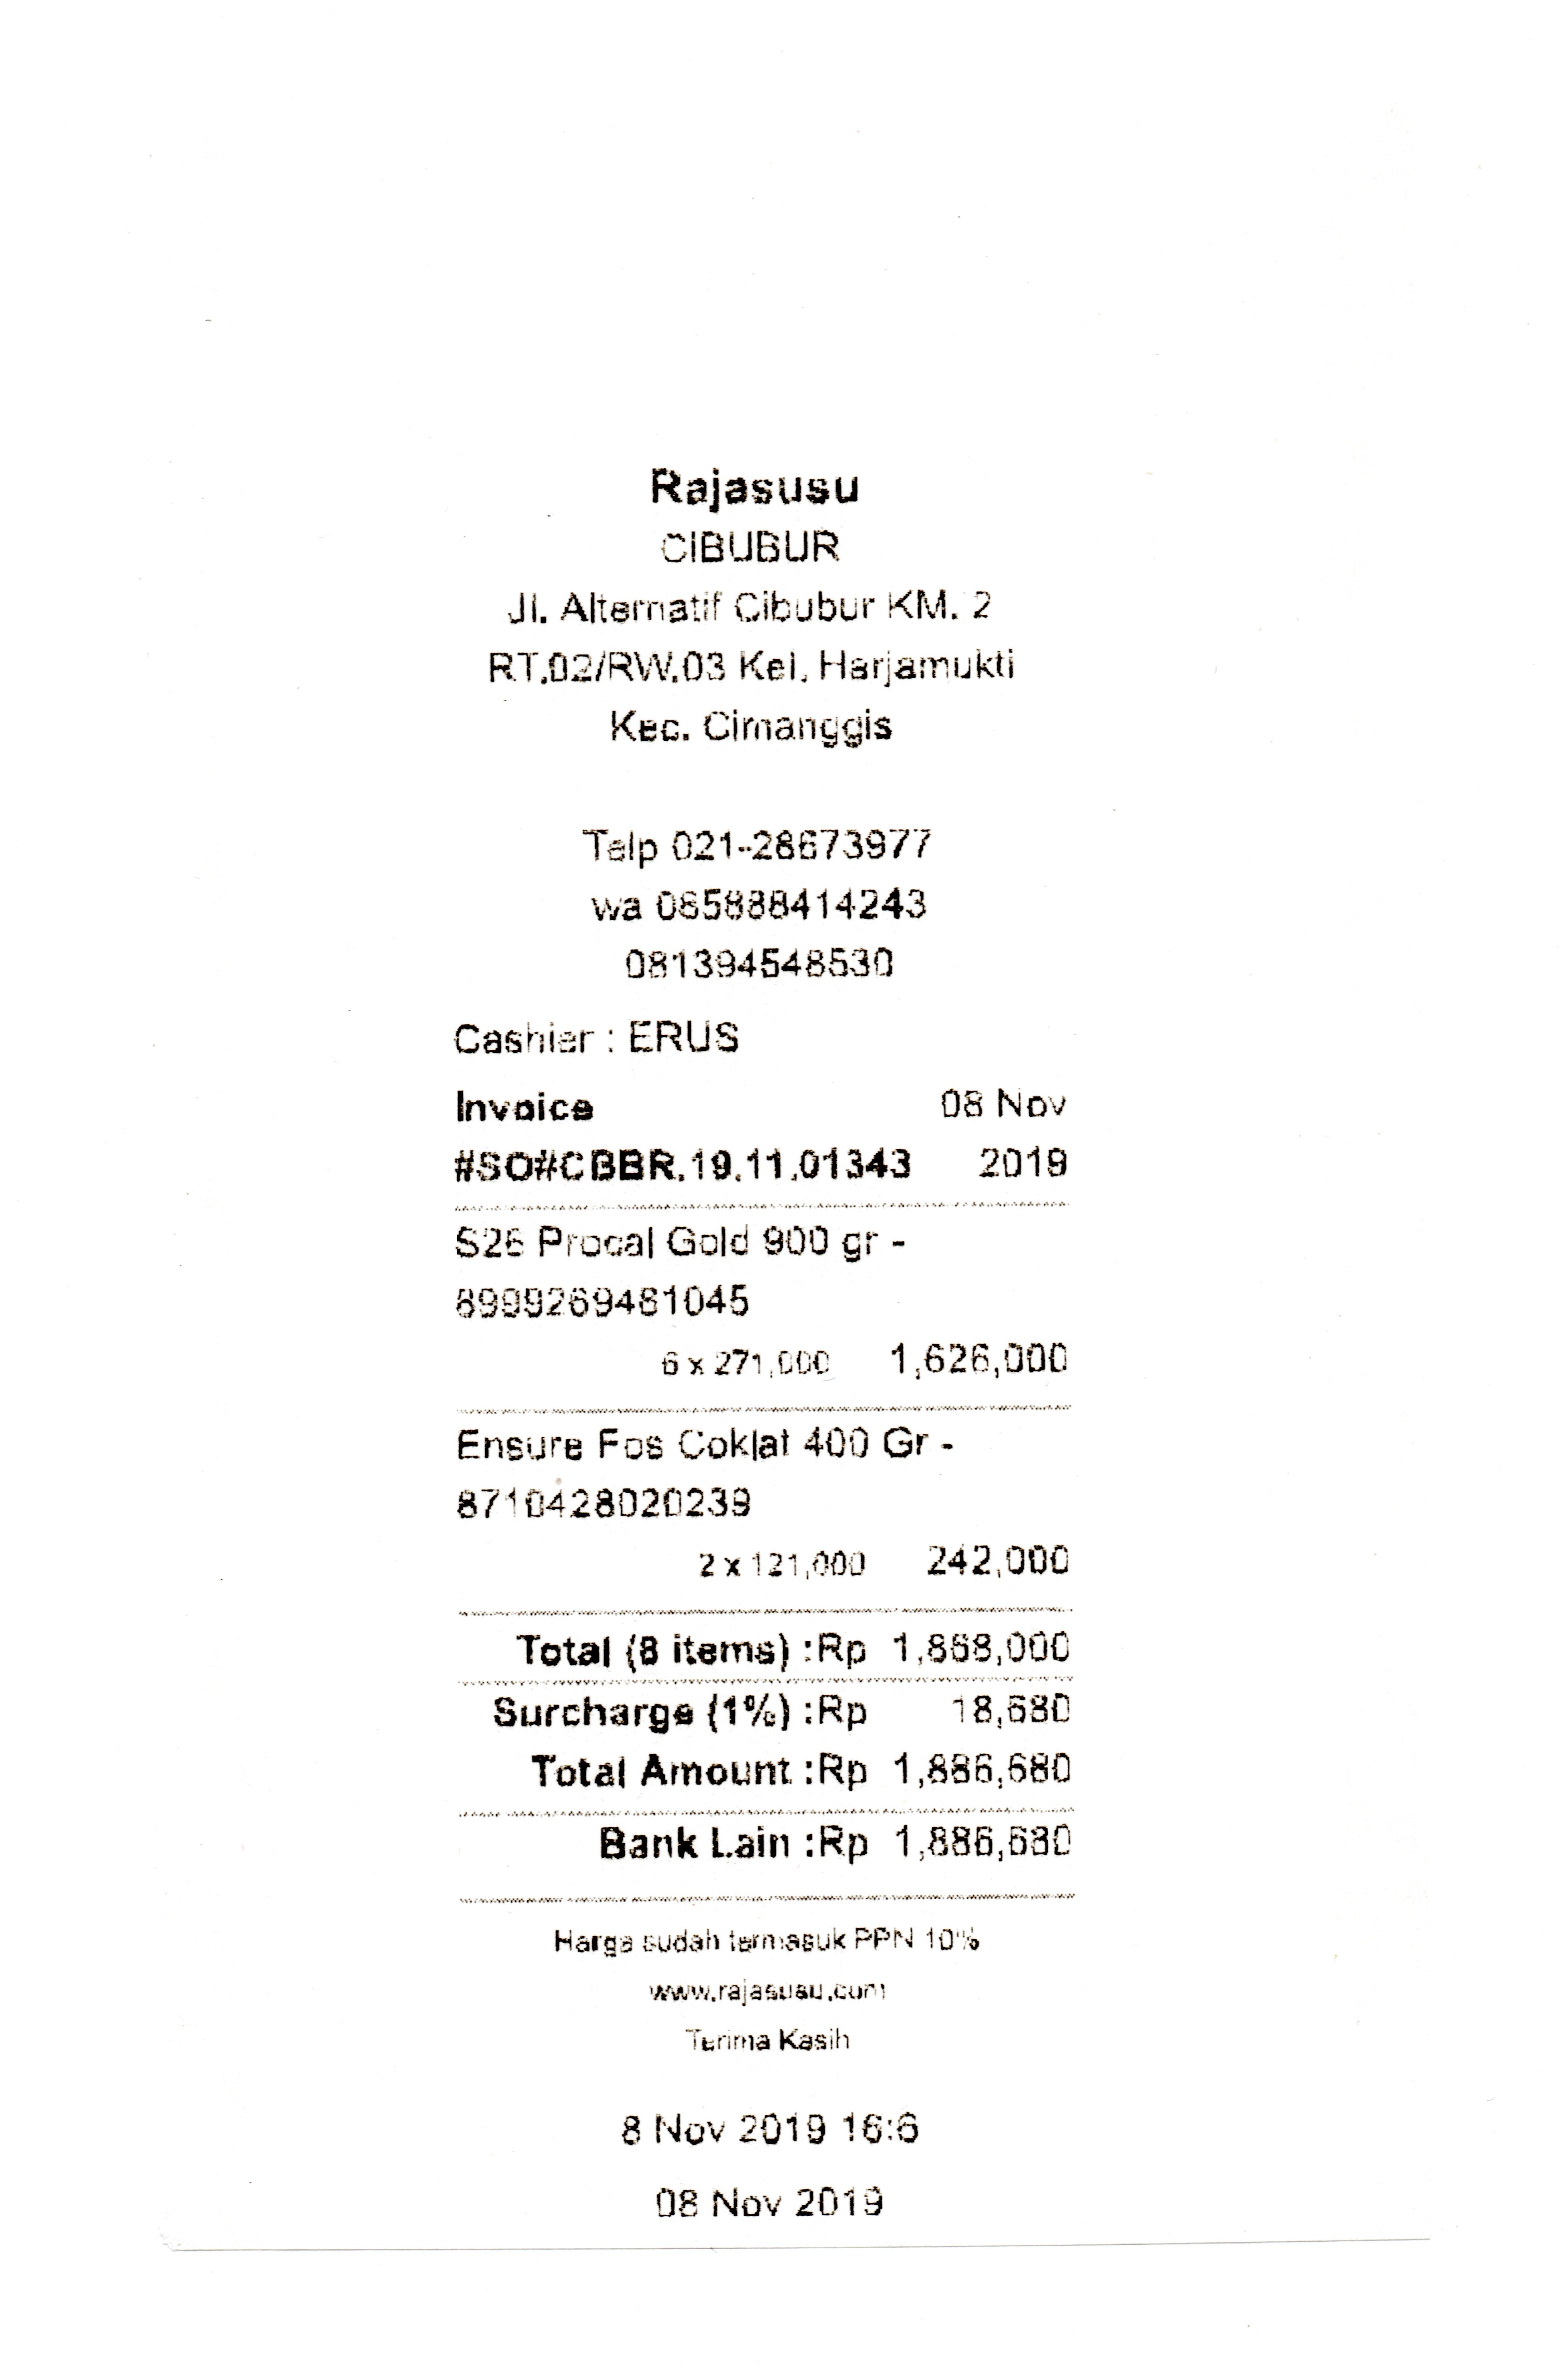 Rajasusu
CIBUBUR
Jl. Alternatif Cibubur KM. 2
RT.02/RW.03 Kel. Harjamukti
Kec. Cimanggis
Telp 021-28673977
wa 085888414243
081394548530
Cashier : ERUS
Invoice 08 Nov
#SO#CBBR.19.11.01343 2019
S26 Procal Gold 900 gr -
8999269481045
6 x 271,000 1,626,000
Ensure Fos Coklat 400 Gr -
8710428020239
2 x 121,000 242,000
Total (8 items) :Rp 1,868,000
Surcharge (1%) :Rp 18,680
Total Amount :Rp 1,886,680
Bank Lain :Rp 1,886,680
Harga sudah termasuk PPN 10%
www.rajasusu.com
Terima Kasih
8 Nov 2019 16:6
08 Nov 2019